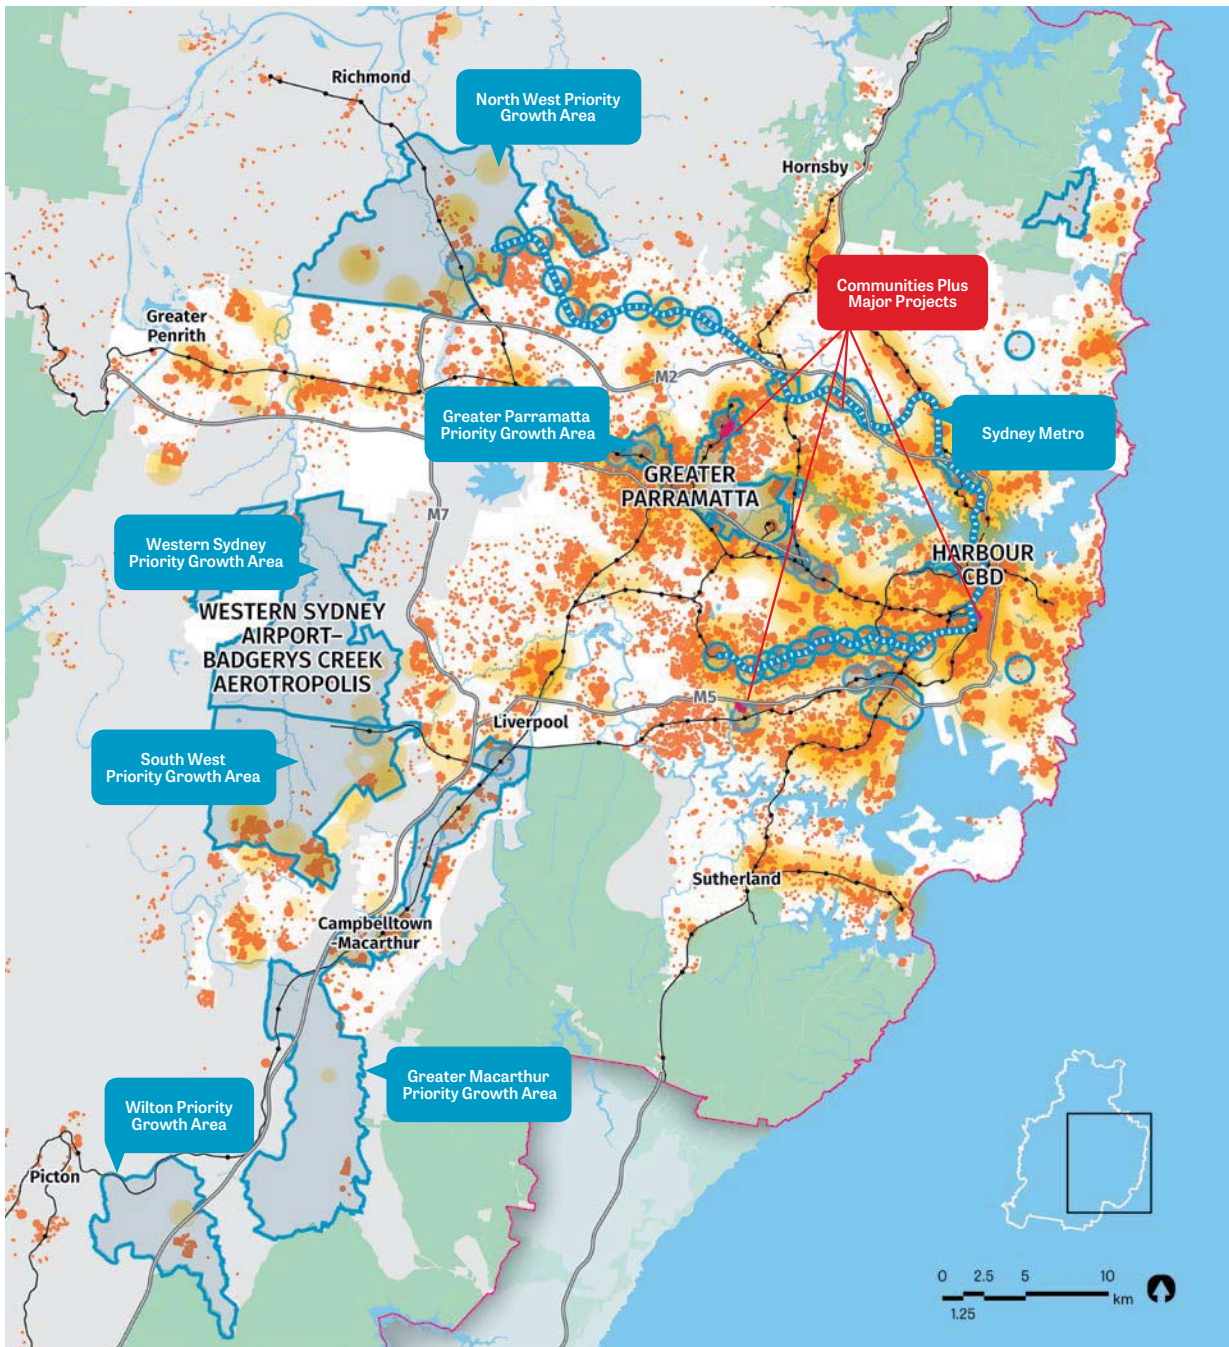 Richmond
North West Priority
Growth Area
Hornsby
Communities Plus
Major Projects
Greater
Penrith
M2
Greater Parramatta
Priority Growth Area
Sydney Metro
GREATER
PARRAMATTA
M7
Western Sydney
Priority Growth Area
HARBOUR
CBD
WESTERN SYDNEY
AIRPORT–
BADGERYS CREEK
AEROTROPOLIS
M5
Liverpool
South West
Priority Growth Area
Sutherland
Campbelltown
-Macarthur
Greater Macarthur
Priority Growth Area
Wilton Priority
Growth Area
Picton
0 2.5 5 10
km
1.25